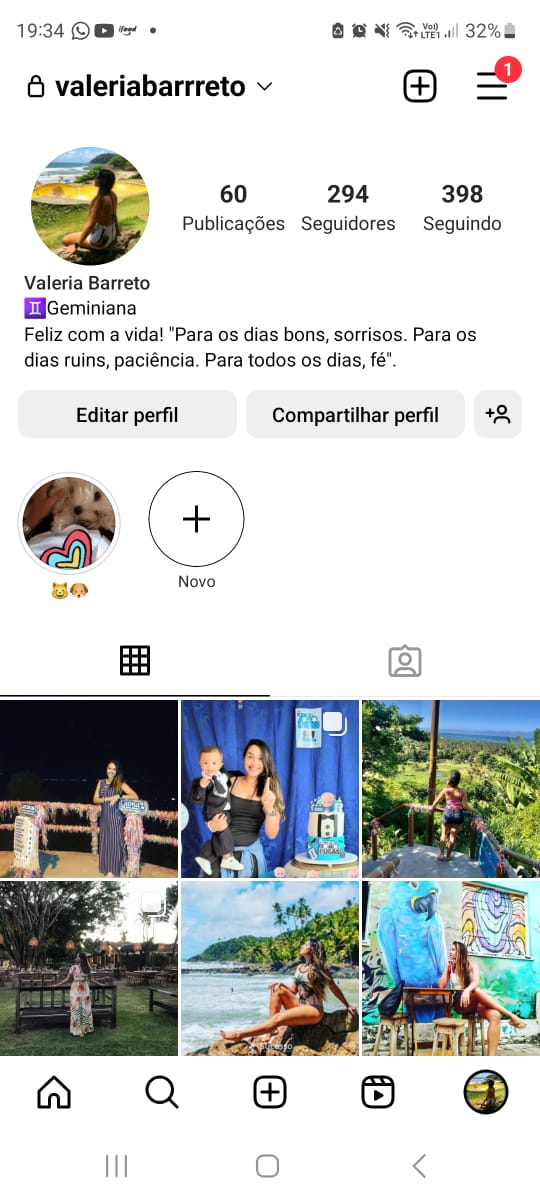 19:34
ifood
Vo))
LTE1
32%
valeriabarrreto
1
60
294
398
Publicações
Seguidores
Seguindo
Valeria Barreto
♊Geminiana
Feliz com a vida! "Para os dias bons, sorrisos. Para os
dias ruins, paciência. Para todos os dias, fé".
Editar perfil
Compartilhar perfil
😺🐶
Novo
Sucesso